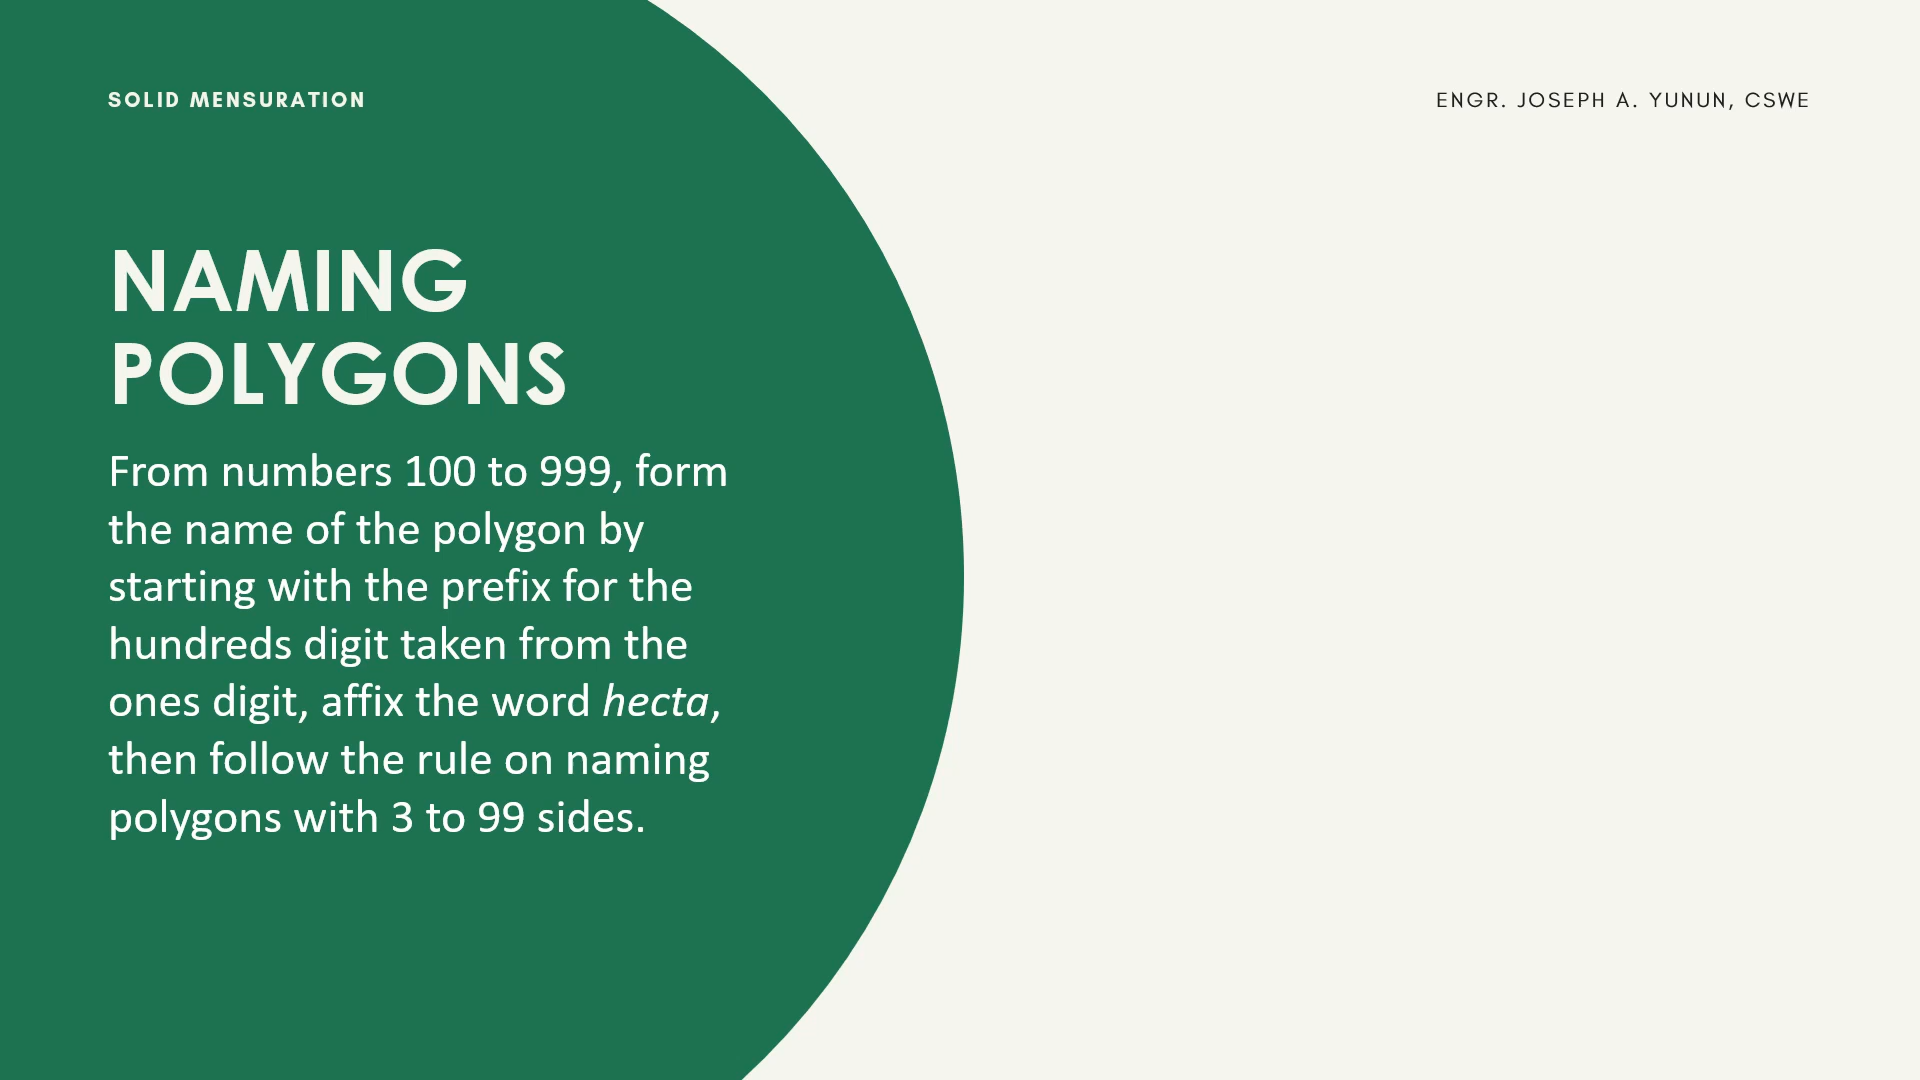 SOLID MENSURATION
ENGR. JOSEPH A. YUNUN, CSWE
NAMING
POLYGONS
From numbers 100 to 999, form
the name of the polygon by
starting with the prefix for the
hundreds digit taken from the
ones digit, affix the word hecta,
then follow the rule on naming
polygons with 3 to 99 sides.